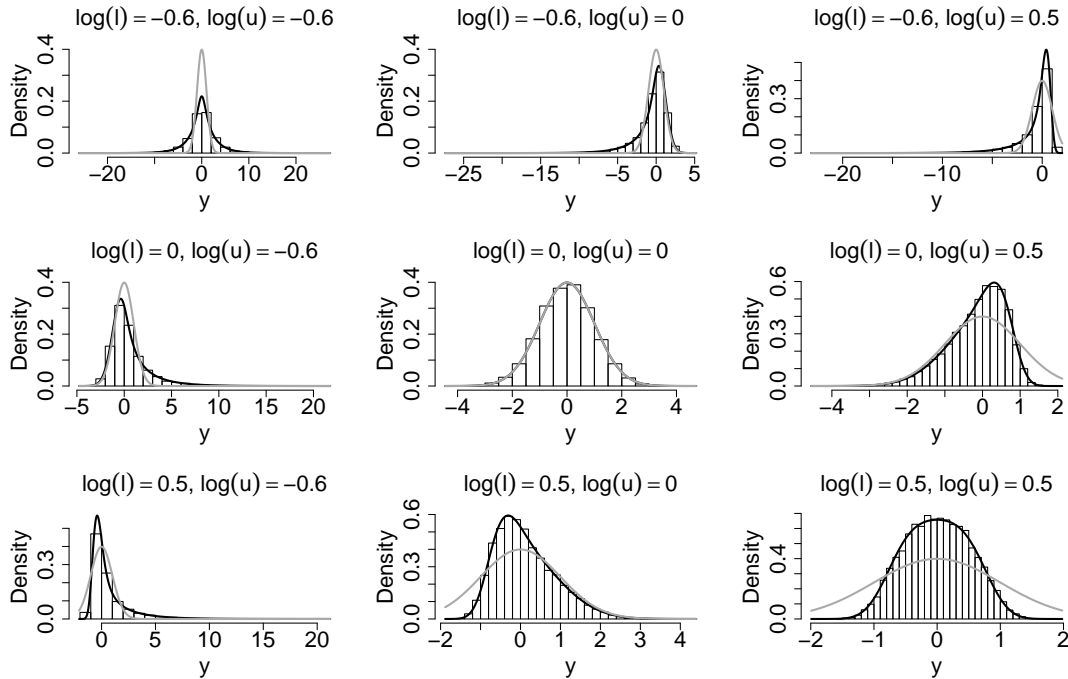 log(l) = −0.6, log(u) = −0.6
Density
0.0 0.2 0.4
−20 0 10 20
y
log(l) = −0.6, log(u) = 0
Density
0.0 0.2 0.4
−25 −15 −5 0 5
y
log(l) = −0.6, log(u) = 0.5
Density
0.0 0.3
−20 −10 0
y
log(l) = 0, log(u) = −0.6
Density
0.0 0.2 0.4
−5 0 5 10 15 20
y
log(l) = 0, log(u) = 0
Density
0.0 0.2 0.4
−4 −2 0 2 4
y
log(l) = 0, log(u) = 0.5
Density
0.0 0.3 0.6
−4 −2 0 1 2
y
log(l) = 0.5, log(u) = −0.6
Density
0.0 0.3
0 5 10 15 20
y
log(l) = 0.5, log(u) = 0
Density
0.0 0.3 0.6
−2 0 1 2 3 4
y
log(l) = 0.5, log(u) = 0.5
Density
0.0 0.4
−2 −1 0 1 2
y